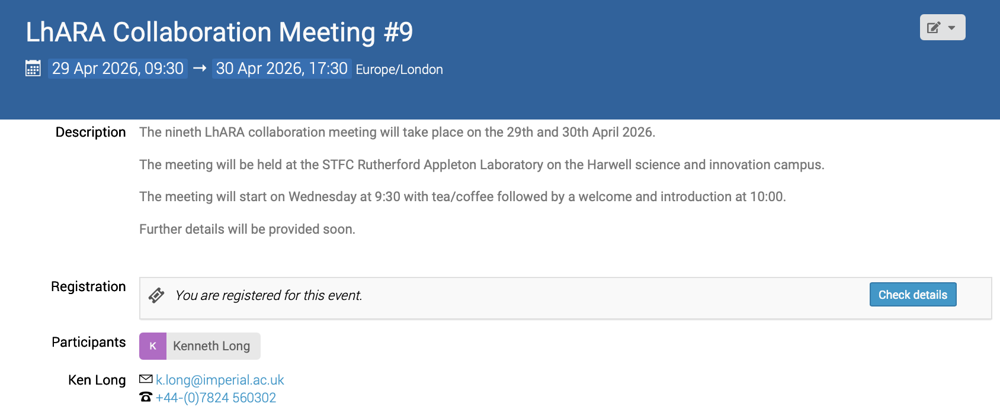 LhARA Collaboration Meeting #9
29 Apr 2026, 09:30 → 30 Apr 2026, 17:30 Europe/London
Description
The nineth LhARA collaboration meeting will take place on the 29th and 30th April 2026.
The meeting will be held at the STFC Rutherford Appleton Laboratory on the Harwell science and innovation campus.
The meeting will start on Wednesday at 9:30 with tea/coffee followed by a welcome and introduction at 10:00.
Further details will be provided soon.
Registration
You are registered for this event.
Check details
Participants
K Kenneth Long
Ken Long
k.long@imperial.ac.uk
+44-(0)7824 560302